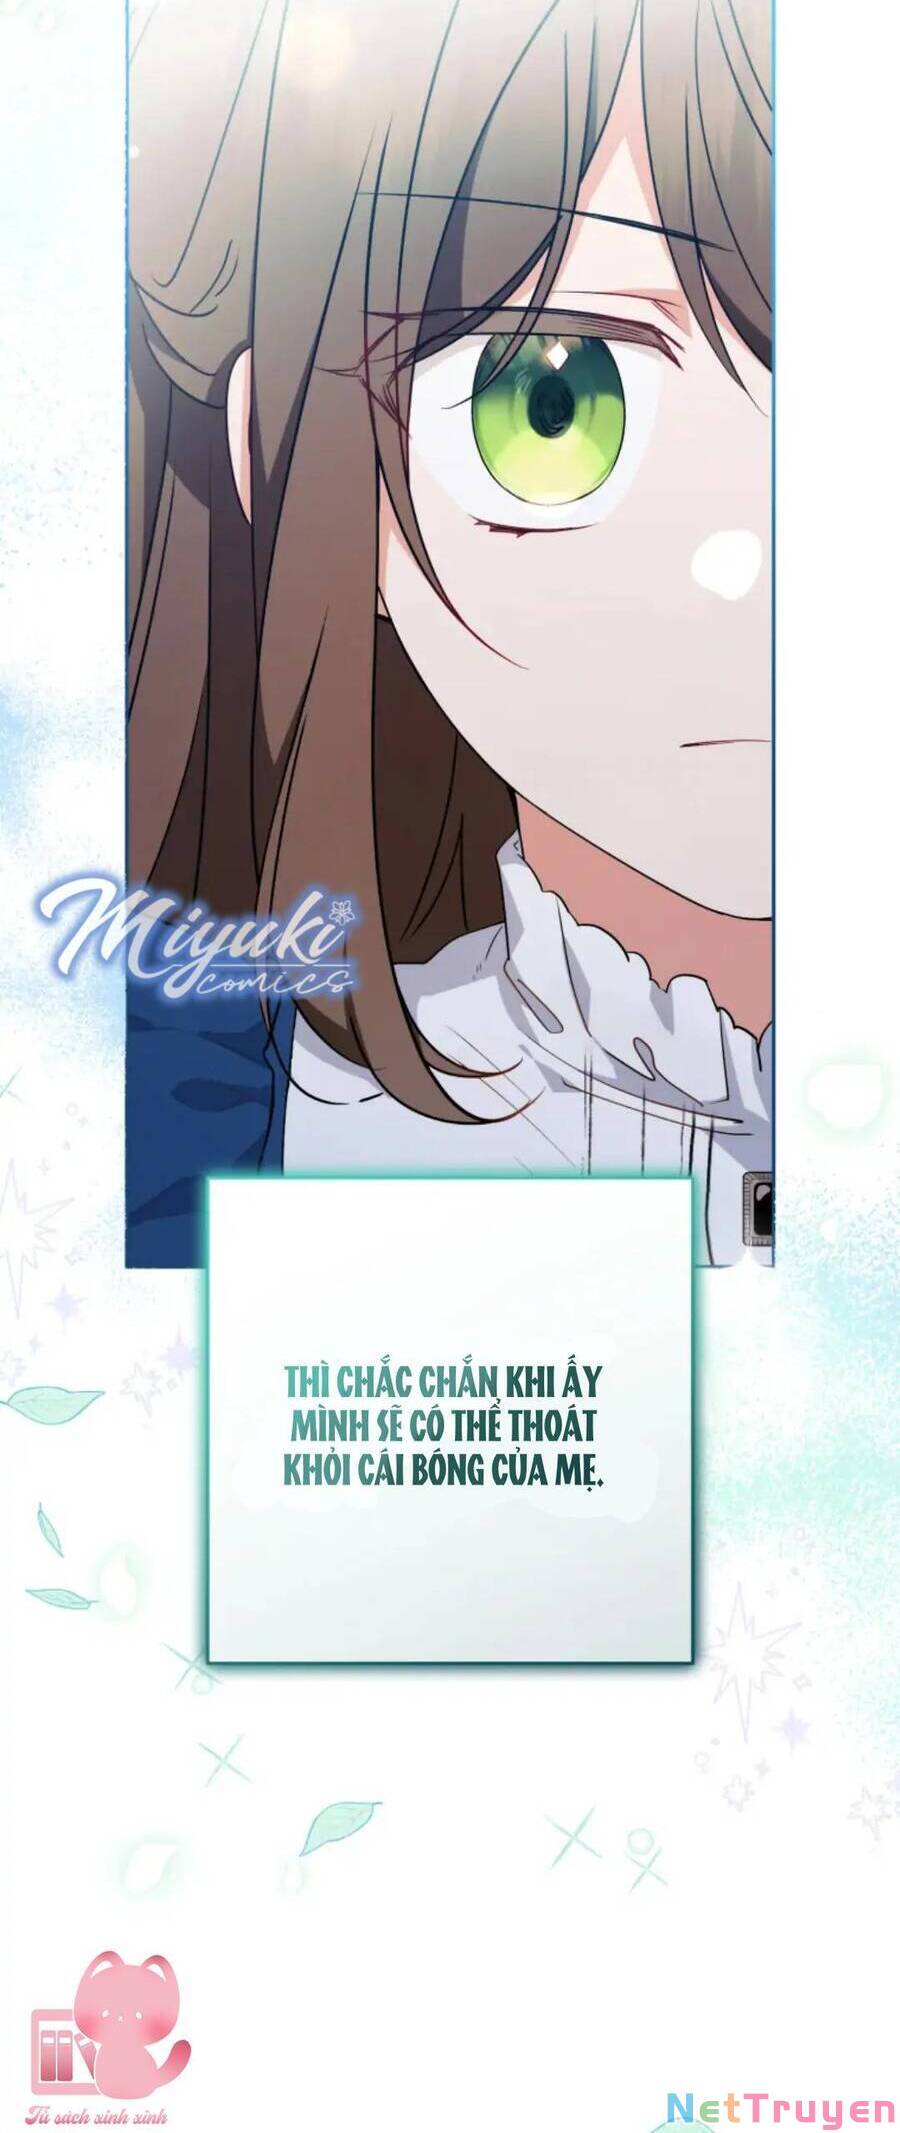 Miyuki
comics
THÌ CHẮC CHẮN KHI ẤY
MÌNH SẼ CÓ THỂ THOÁT
KHỎI CÁI BÓNG CỦA MẸ.
Tủ sách xinh xinh
NetTruyen